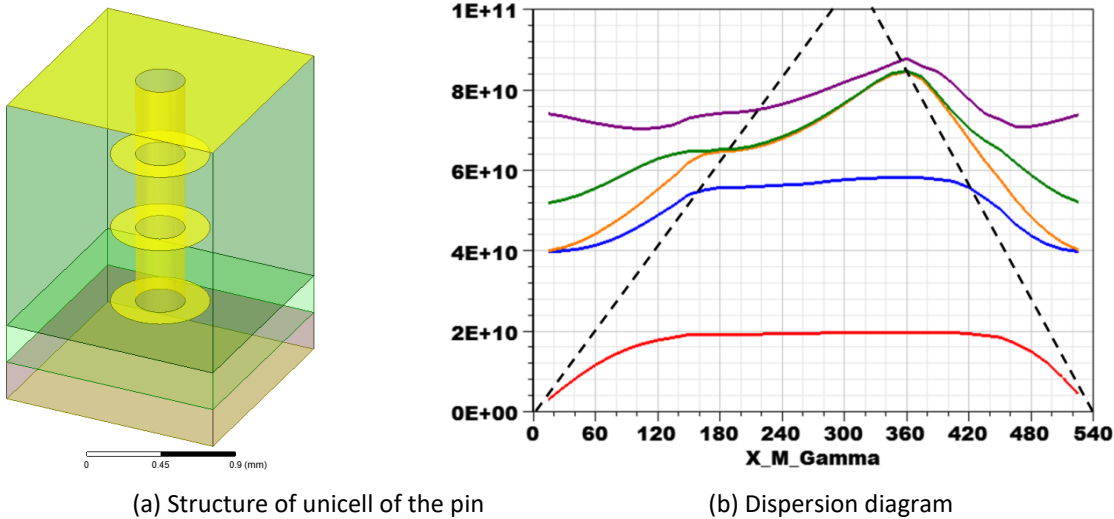 1E+11
8E+10
6E+10
4E+10
2E+10
0E+00
0 60 120 180 240 300 360 420 480 540
X_M_Gamma
0 0.45 0.9 (mm)
(a) Structure of unicell of the pin
(b) Dispersion diagram